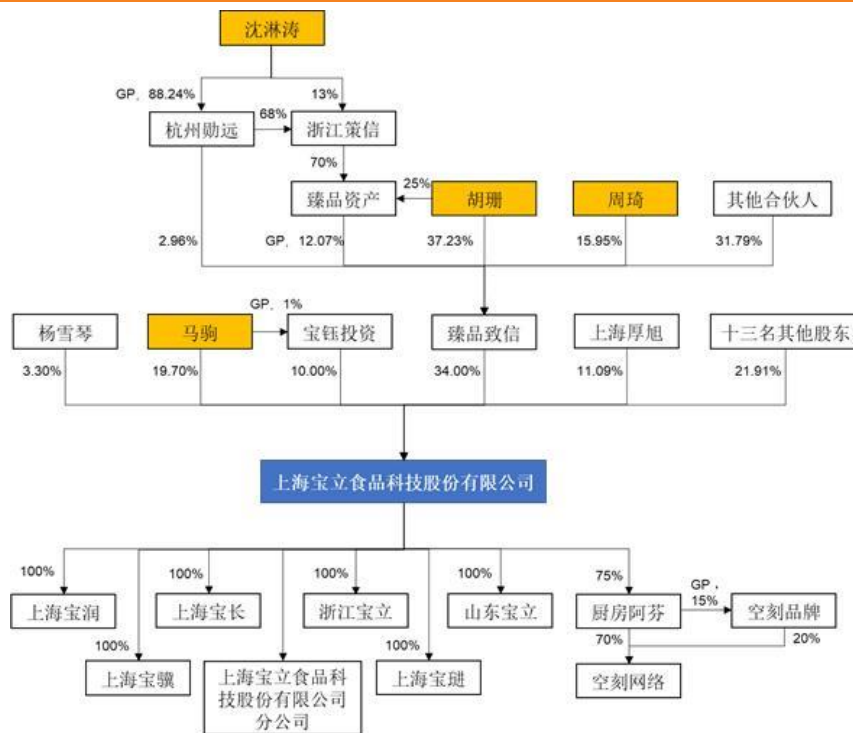 沈淋涛
GP，88.24%
13%
杭州勋远
68%
浙江策信
70%
臻品资产
25%
胡珊
周琦
其他合伙人
2.96%
GP，12.07%
37.23%
15.95%
31.79%
GP，1%
杨雪琴
马驹
宝钰投资
臻品致信
上海厚旭
十三名其他股东
3.30%
19.70%
10.00%
34.00%
11.09%
21.91%
上海宝立食品科技股份有限公司
100%
100%
100%
100%
75%
GP，
15%
上海宝润
上海宝长
浙江宝立
山东宝立
厨房阿芬
空刻品牌
100%
100%
70%
20%
上海宝骥
上海宝立食品科
技股份有限公司
分公司
上海宝琎
空刻网络